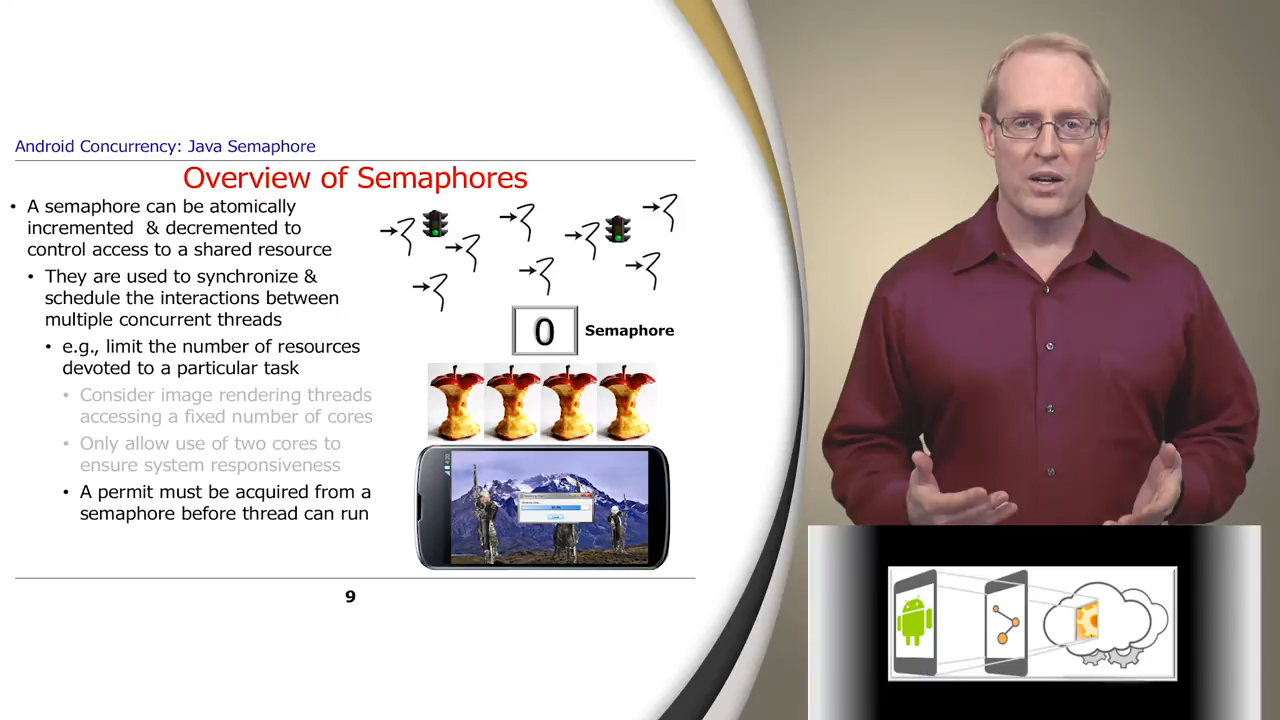 Android Concurrency: Java Semaphore
Overview of Semaphores
• A semaphore can be atomically
incremented & decremented to
control access to a shared resource
• They are used to synchronize &
schedule the interactions between
multiple concurrent threads
• e.g., limit the number of resources
devoted to a particular task
• Consider image rendering threads
accessing a fixed number of cores
• Only allow use of two cores to
ensure system responsiveness
• A permit must be acquired from a
semaphore before thread can run
0
Semaphore
9